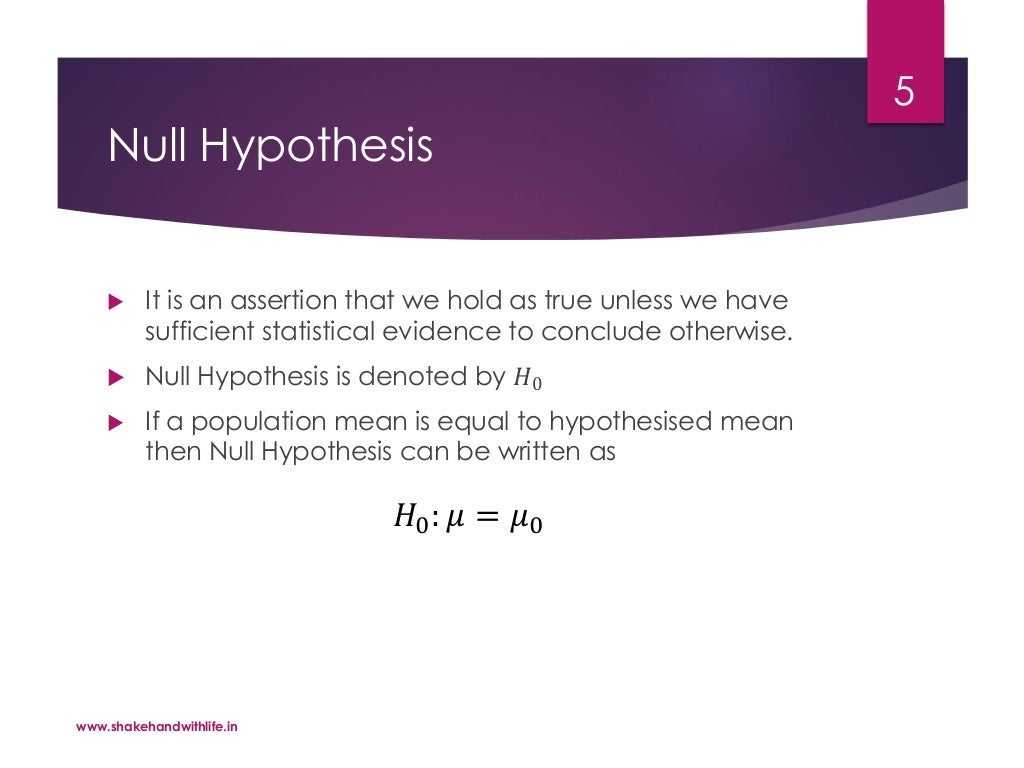 5
Null Hypothesis
It is an assertion that we hold as true unless we have
sufficient statistical evidence to conclude otherwise.
Null Hypothesis is denoted by 𝐻₀
If a population mean is equal to hypothesised mean
then Null Hypothesis can be written as
𝐻₀: 𝜇 = 𝜇₀
www.shakehandwithlife.in